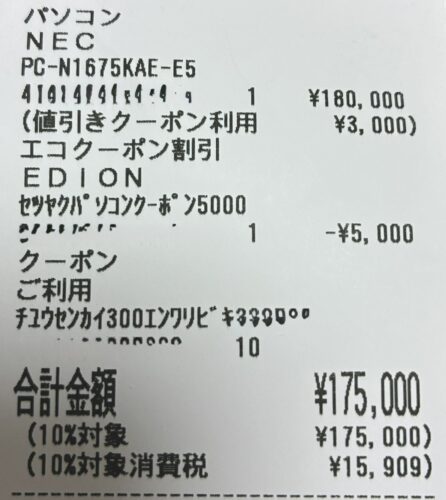 パソコン
NEC
PC-N1675KAE-E5
1 ¥180,000
(値引きクーポン利用 ¥3,000)
エコクーポン割引
EDION
ｾﾂﾔｸﾊﾟｿｺﾝｸｰﾎﾟﾝ5000
1 -¥5,000
クーポン
ご利用
ﾁﾕｳｾﾝｶｲ300ｴﾝﾜﾘﾋﾞｷ
10
合計金額 ¥175,000
(10%対象 ¥175,000)
(10%対象消費税 ¥15,909)